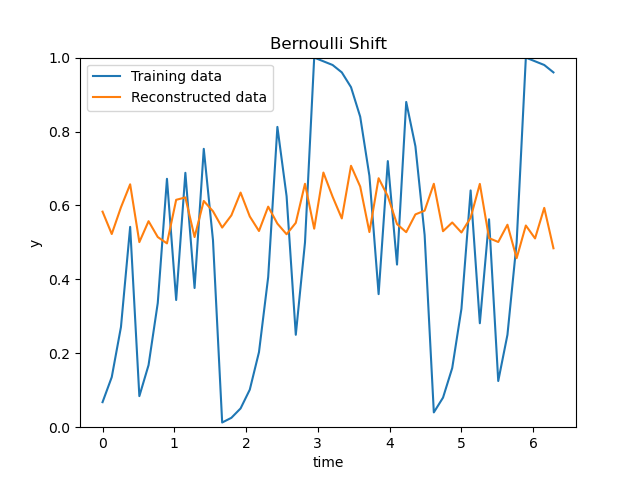 Bernoulli Shift
Training data
Reconstructed data
1.0
0.8
0.6
0.4
0.2
0.0
y
0 1 2 3 4 5 6
time